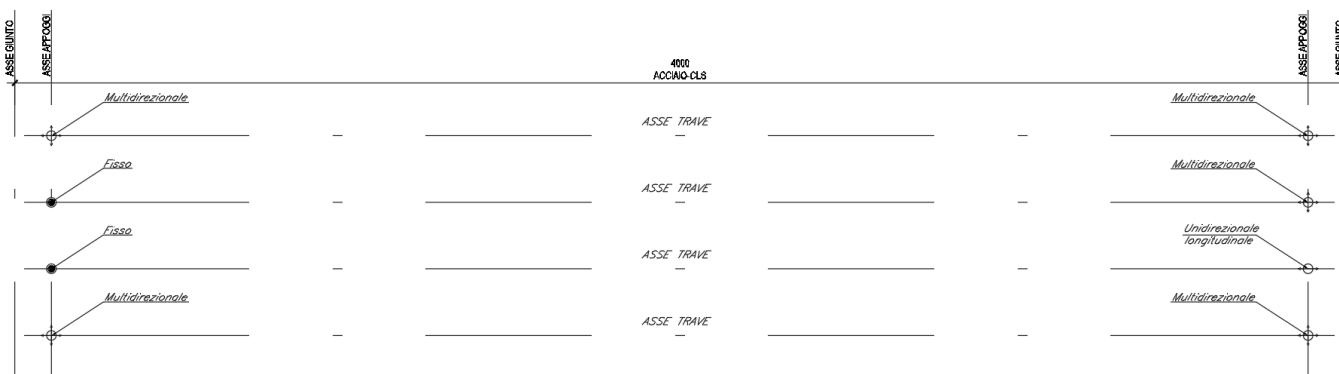 ASSE GIUNTO
ASSE APPOGGI
4000
ACCIAIO-CLS
ASSE APPOGGI
ASSE GIUNTO
Multidirezionale
ASSE TRAVE
Multidirezionale
Fisso
ASSE TRAVE
Multidirezionale
Fisso
ASSE TRAVE
Unidirezionale
longitudinale
Multidirezionale
ASSE TRAVE
Multidirezionale